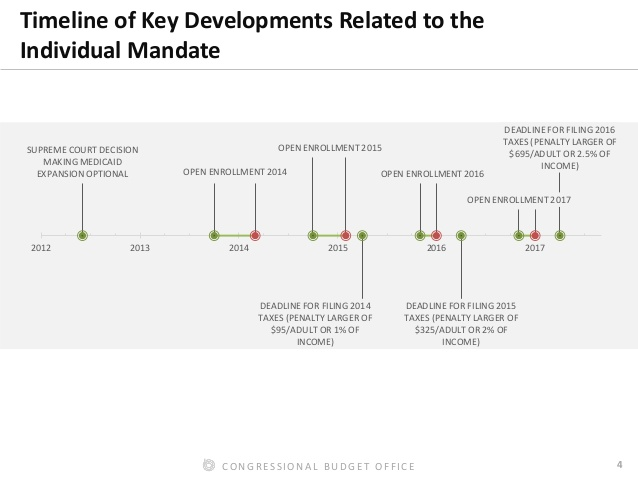 Timeline of Key Developments Related to the
Individual Mandate
SUPREME COURT DECISION
MAKING MEDICAID
EXPANSION OPTIONAL
OPEN ENROLLMENT 2014
OPEN ENROLLMENT 2015
OPEN ENROLLMENT 2016
DEADLINE FOR FILING 2016
TAXES (PENALTY LARGER OF
$695/ADULT OR 2.5% OF
INCOME)
OPEN ENROLLMENT 2017
2012 2013 2014 2015 2016 2017
DEADLINE FOR FILING 2014
TAXES (PENALTY LARGER OF
$95/ADULT OR 1% OF
INCOME)
DEADLINE FOR FILING 2015
TAXES (PENALTY LARGER OF
$325/ADULT OR 2% OF
INCOME)
CONGRESSIONAL BUDGET OFFICE
4